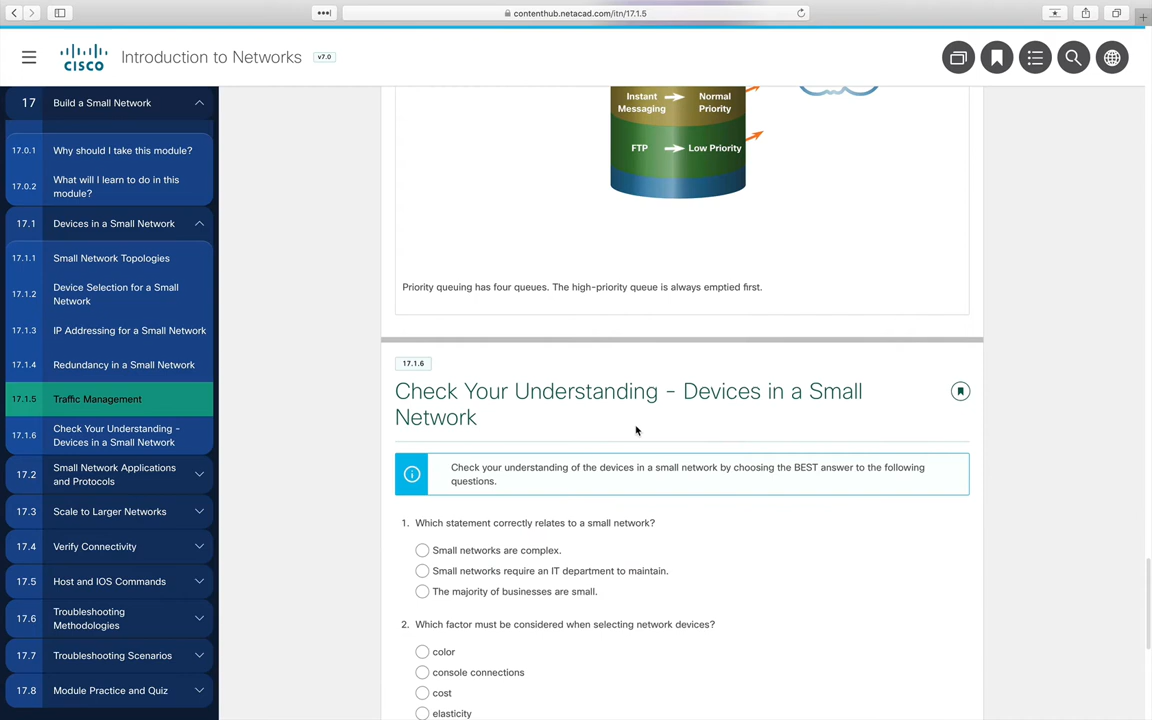 contenthub.netacad.com/itn/17.1.5
CISCO
Introduction to Networks
v7.0
17 Build a Small Network
17.0.1 Why should I take this module?
17.0.2 What will I learn to do in this
module?
17.1 Devices in a Small Network
17.1.1 Small Network Topologies
17.1.2 Device Selection for a Small
Network
17.1.3 IP Addressing for a Small Network
17.1.4 Redundancy in a Small Network
17.1.5 Traffic Management
17.1.6 Check Your Understanding -
Devices in a Small Network
17.2 Small Network Applications
and Protocols
17.3 Scale to Larger Networks
17.4 Verify Connectivity
17.5 Host and IOS Commands
17.6 Troubleshooting
Methodologies
17.7 Troubleshooting Scenarios
17.8 Module Practice and Quiz
Instant Normal
Messaging Priority
FTP Low Priority
Priority queuing has four queues. The high-priority queue is always emptied first.
17.1.6
Check Your Understanding - Devices in a Small
Network
Check your understanding of the devices in a small network by choosing the BEST answer to the following
questions.
1. Which statement correctly relates to a small network?
Small networks are complex.
Small networks require an IT department to maintain.
The majority of businesses are small.
2. Which factor must be considered when selecting network devices?
color
console connections
cost
elasticity